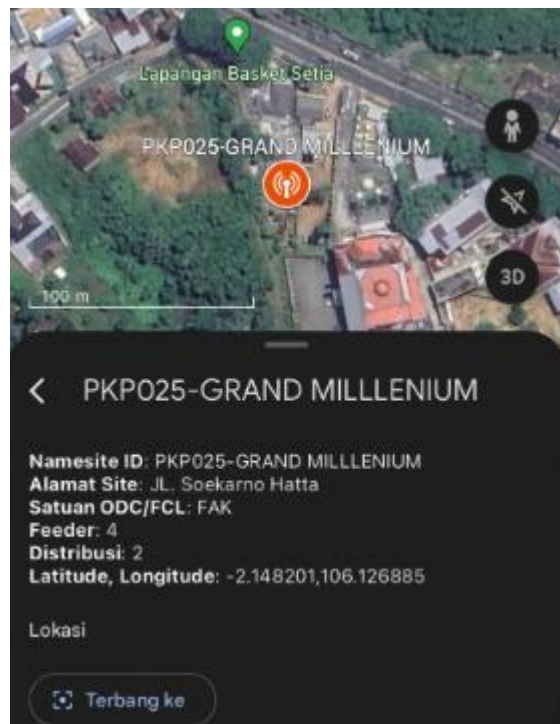 Lapangan Basket Setia
PKP025-GRAND MILLLENIUM
3D
100 m
PKP025-GRAND MILLLENIUM
Namesite ID: PKP025-GRAND MILLLENIUM
Alamat Site: JL. Soekarno Hatta
Satuan ODC/FCL: FAK
Feeder: 4
Distribusi: 2
Latitude, Longitude: -2.148201,106.126885
Lokasi
Terbang ke